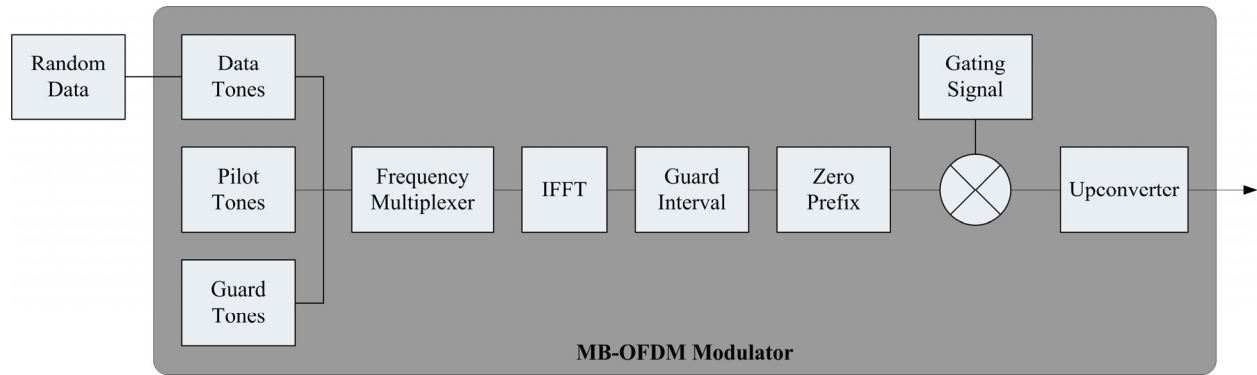 Random
Data
Data
Tones
Pilot
Tones
Guard
Tones
Frequency
Multiplexer
IFFT
Guard
Interval
Zero
Prefix
Gating
Signal
Upconverter
MB-OFDM Modulator